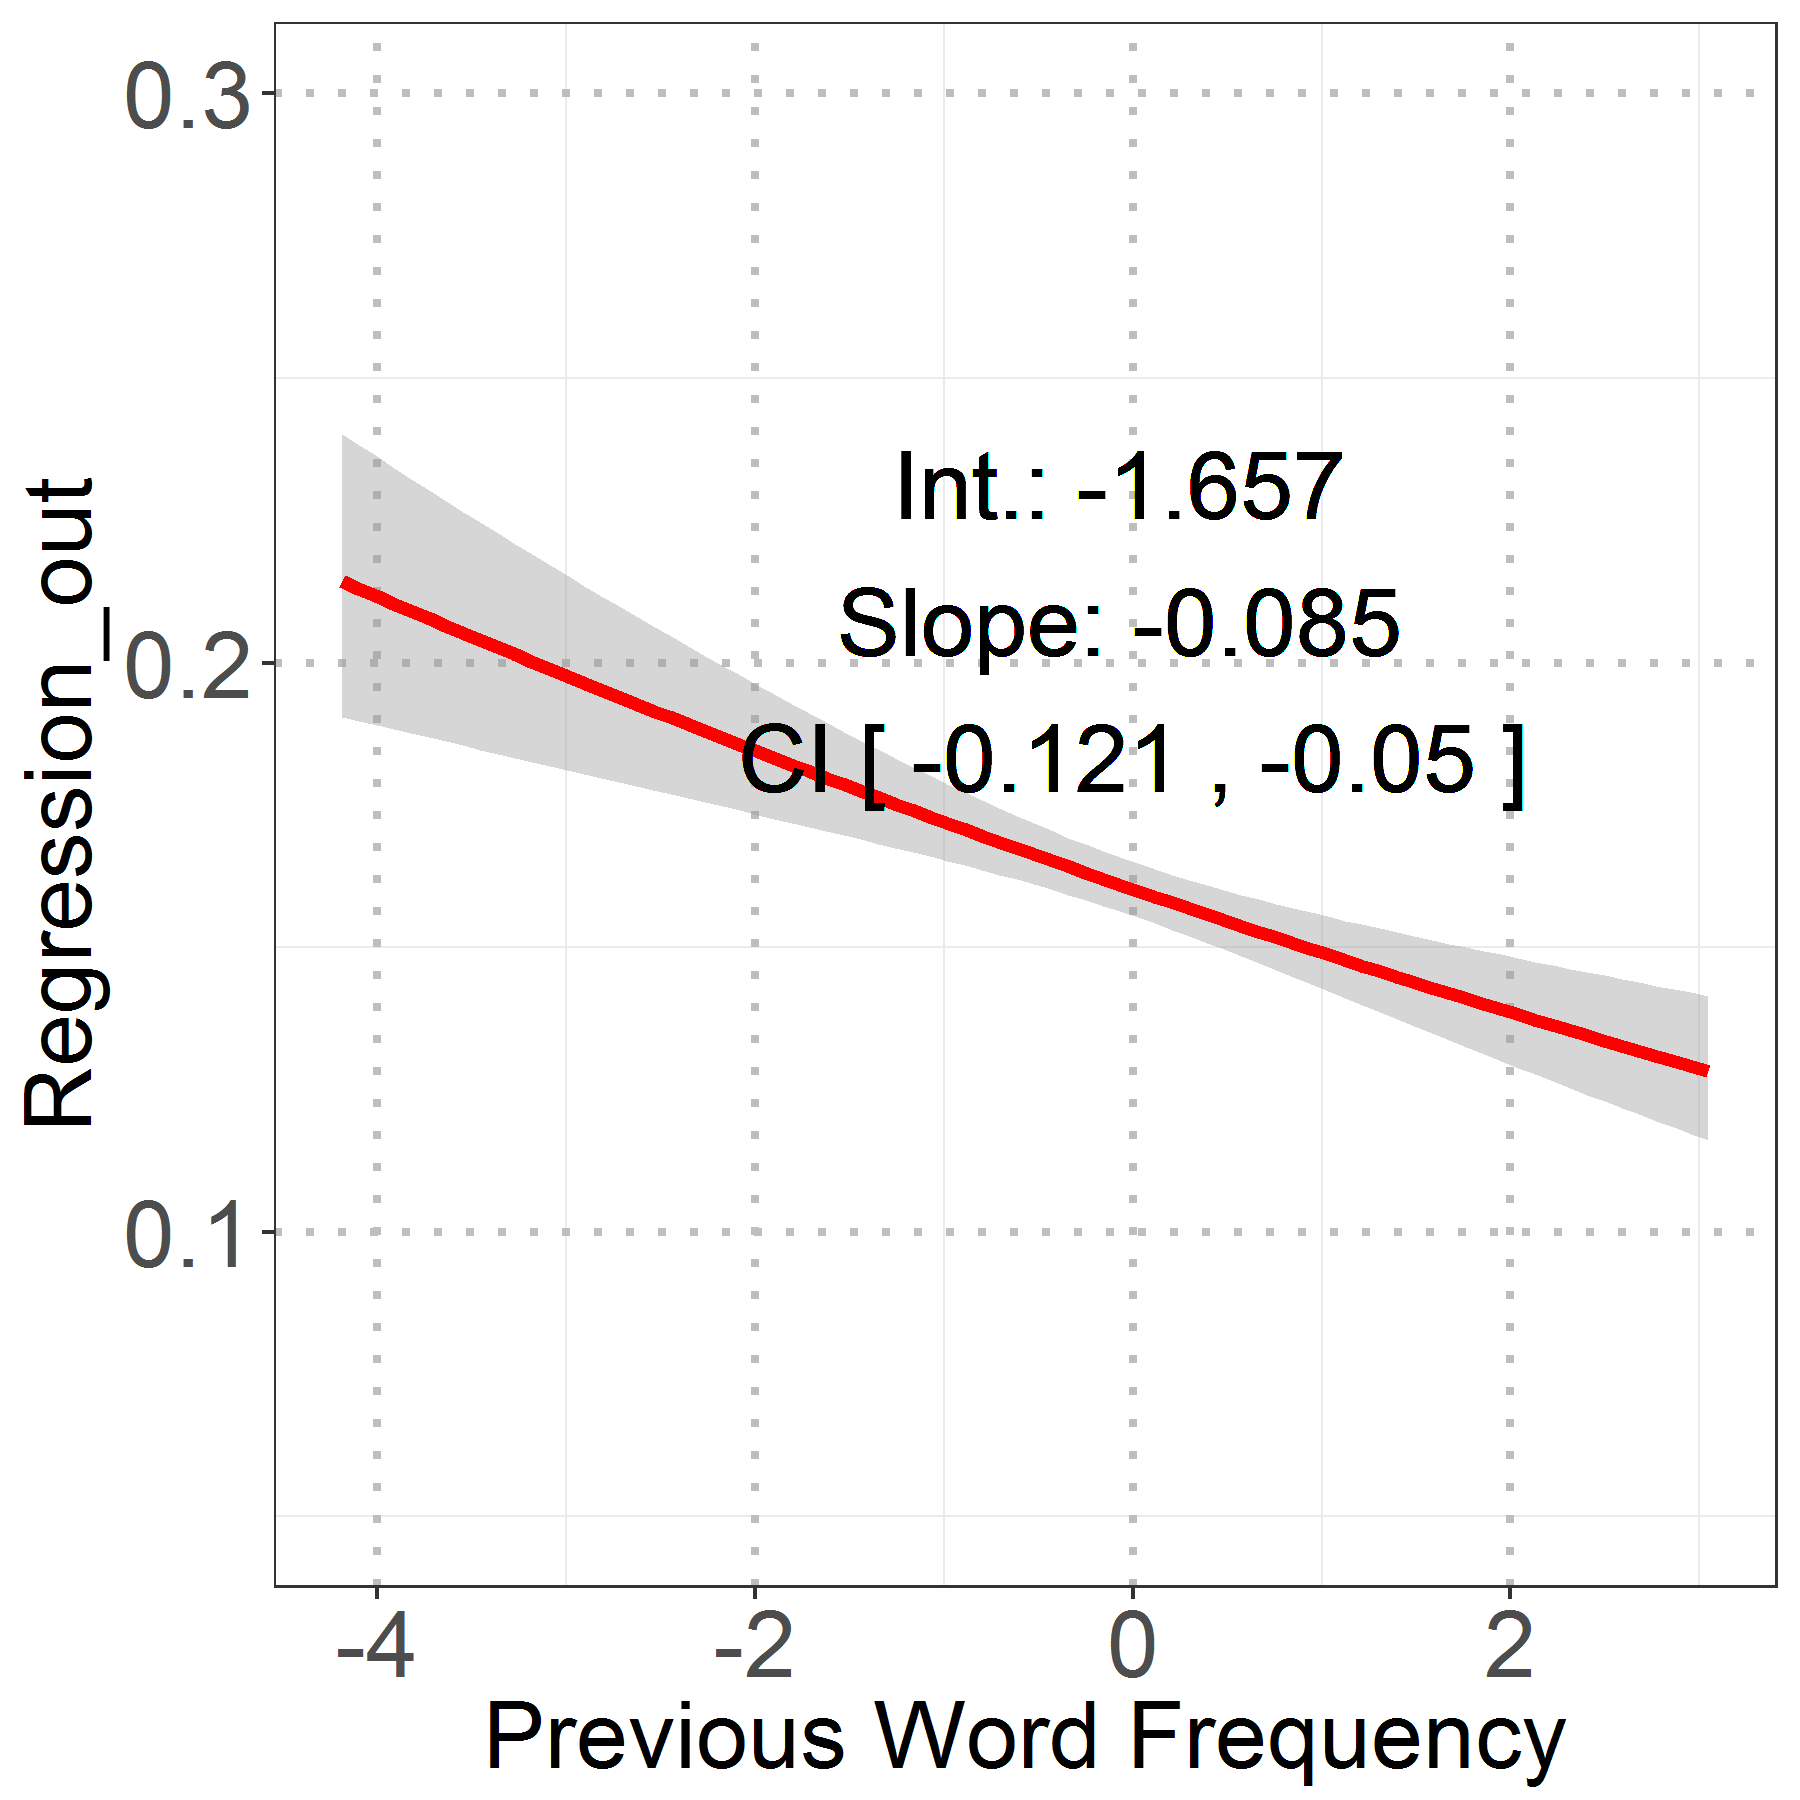 0.3
0.2
0.1
Regression_out
Int.: -1.657
Slope: -0.085
CI [ -0.121 , -0.05 ]
-4 -2 0 2
Previous Word Frequency